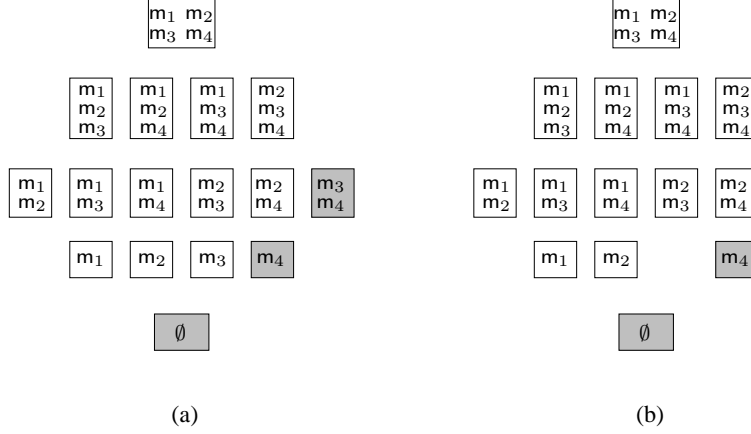 m₁ m₂
m₃ m₄
m₁ m₁ m₁ m₂
m₂ m₂ m₃ m₃
m₃ m₄ m₄ m₄
m₁ m₁ m₁ m₂ m₂ m₃
m₂ m₃ m₄ m₃ m₄ m₄
m₁ m₂ m₃ m₄
∅
(a)
m₁ m₂
m₃ m₄
m₁ m₁ m₁ m₂
m₂ m₂ m₃ m₃
m₃ m₄ m₄ m₄
m₁ m₁ m₁ m₂ m₂
m₂ m₃ m₄ m₃ m₄
m₁ m₂ m₄
∅
(b)